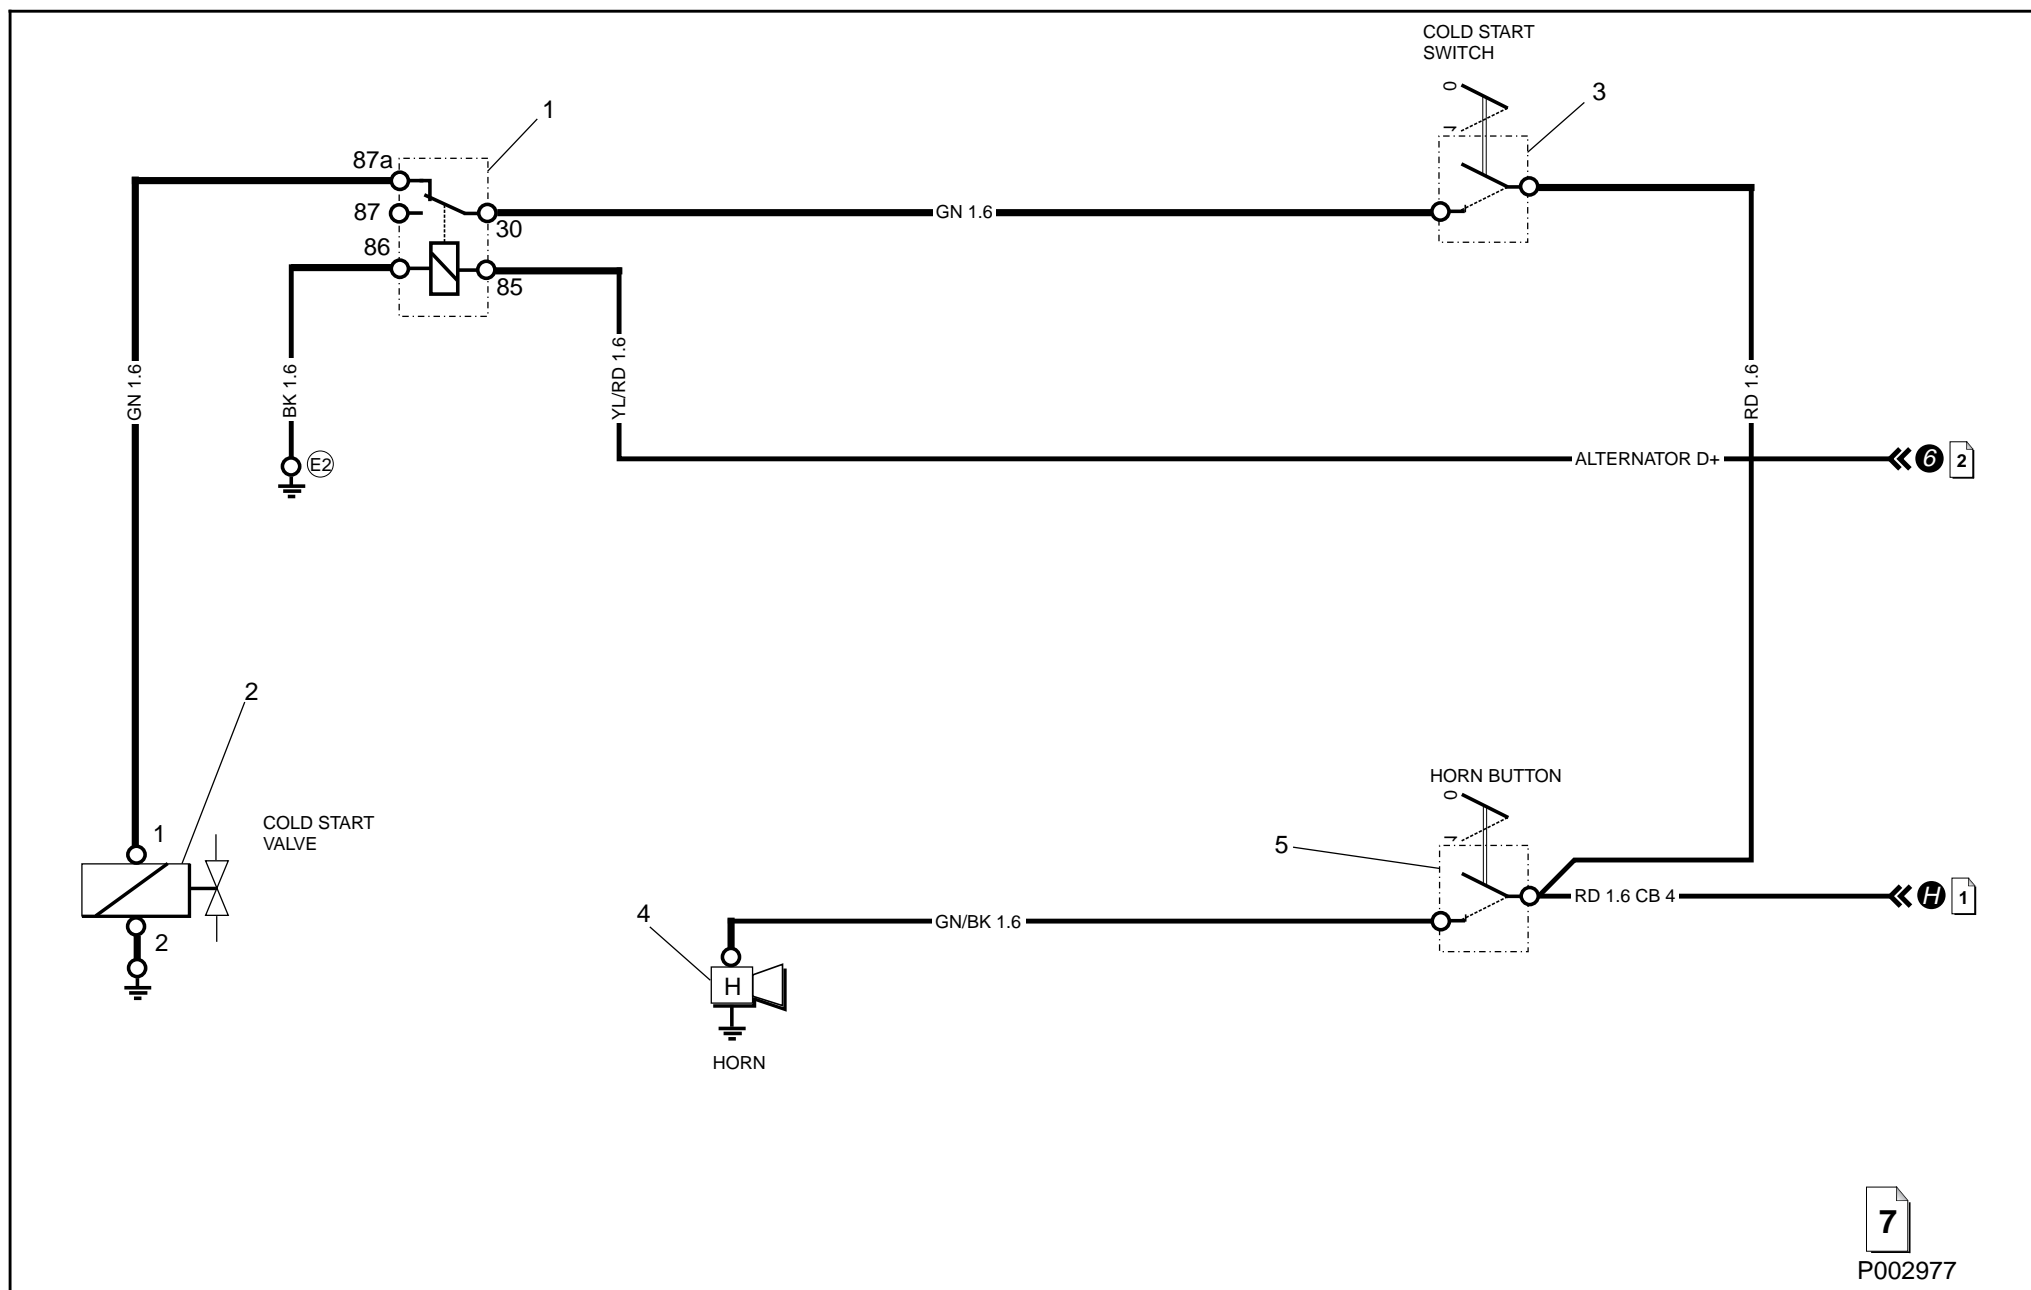 COLD START
SWITCH
0
1
3
1
87a
87
30
86
85
GN 1.6
GN 1.6
BK 1.6
YL/RD 1.6
RD 1.6
E2
ALTERNATOR D+
6
2
2
1
COLD START
VALVE
2
HORN BUTTON
0
1
5
RD 1.6 CB 4
H
1
4
GN/BK 1.6
H
HORN
7
P002977